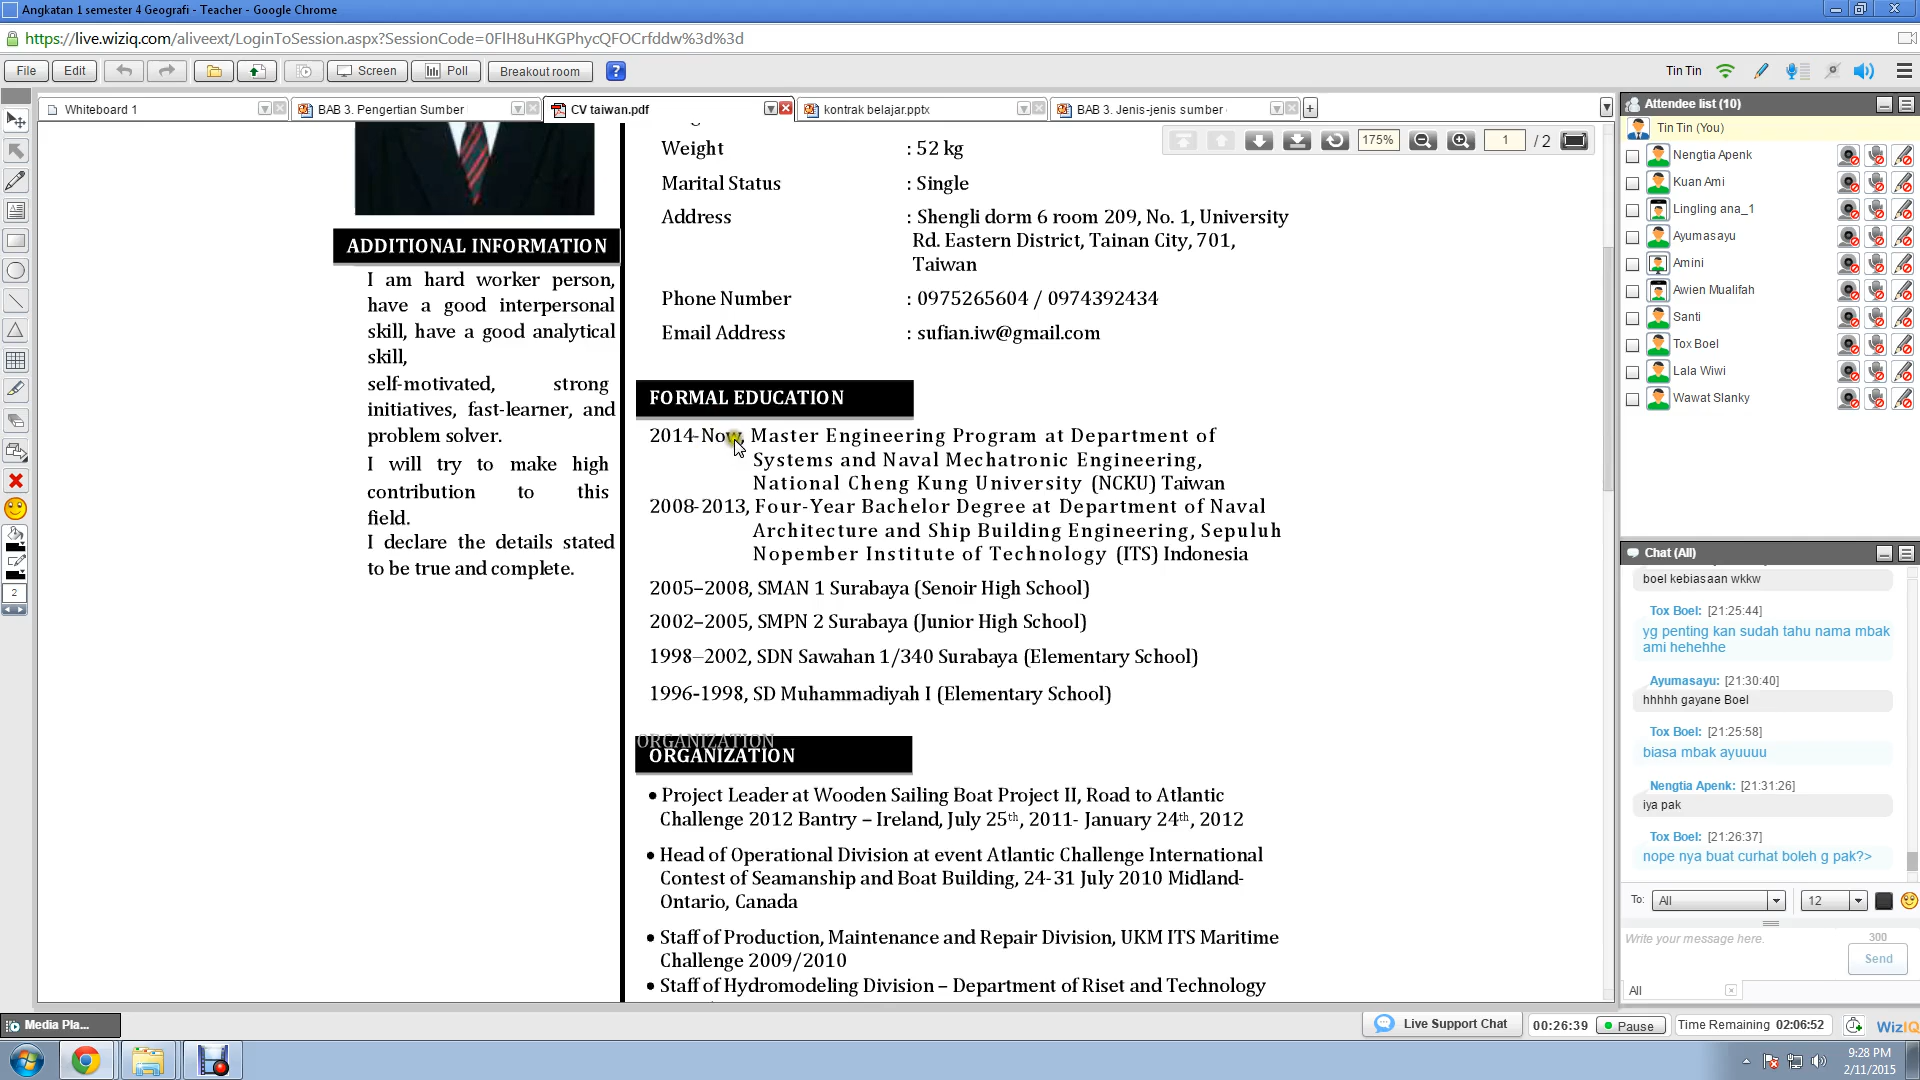 Angkatan 1 semester 4 Geografi - Teacher - Google Chrome
https://live.wiziq.com/aliveext/LoginToSession.aspx?SessionCode=0FlH8uHKGPhycQFOCrfddw%3d%3d
File Edit Screen Poll Breakout room ? Tin Tin
Whiteboard 1 BAB 3. Pengertian Sumber CV taiwan.pdf kontrak belajar.pptx BAB 3. Jenis-jenis sumber +
175% 1 / 2
ADDITIONAL INFORMATION
I am hard worker person,
have a good interpersonal
skill, have a good analytical
skill,
self-motivated, strong
initiatives, fast-learner, and
problem solver.
I will try to make high
contribution to this
field.
I declare the details stated
to be true and complete.
Weight : 52 kg
Marital Status : Single
Address : Shengli dorm 6 room 209, No. 1, University
Rd. Eastern District, Tainan City, 701,
Taiwan
Phone Number : 0975265604 / 0974392434
Email Address : sufian.iw@gmail.com
FORMAL EDUCATION
2014-Now, Master Engineering Program at Department of
Systems and Naval Mechatronic Engineering,
National Cheng Kung University (NCKU) Taiwan
2008-2013, Four-Year Bachelor Degree at Department of Naval
Architecture and Ship Building Engineering, Sepuluh
Nopember Institute of Technology (ITS) Indonesia
2005–2008, SMAN 1 Surabaya (Senoir High School)
2002–2005, SMPN 2 Surabaya (Junior High School)
1998–2002, SDN Sawahan 1/340 Surabaya (Elementary School)
1996-1998, SD Muhammadiyah I (Elementary School)
ORGANIZATION
ORGANIZATION
• Project Leader at Wooden Sailing Boat Project II, Road to Atlantic
Challenge 2012 Bantry – Ireland, July 25th, 2011- January 24th, 2012
• Head of Operational Division at event Atlantic Challenge International
Contest of Seamanship and Boat Building, 24-31 July 2010 Midland-
Ontario, Canada
• Staff of Production, Maintenance and Repair Division, UKM ITS Maritime
Challenge 2009/2010
• Staff of Hydromodeling Division – Department of Riset and Technology
2
Attendee list (10)
Tin Tin (You)
Nengtia Apenk
Kuan Ami
Lingling ana_1
Ayumasayu
Amini
Awien Mualifah
Santi
Tox Boel
Lala Wiwi
Wawat Slanky
Chat (All)
boel kebiasaan wkkw
Tox Boel: [21:25:44]
yg penting kan sudah tahu nama mbak
ami hehehhe
Ayumasayu: [21:30:40]
hhhhh gayane Boel
Tox Boel: [21:25:58]
biasa mbak ayuuuu
Nengtia Apenk: [21:31:26]
iya pak
Tox Boel: [21:26:37]
nope nya buat curhat boleh g pak?>
To: All 12
Write your message here. 300
Send
All
Media Pla...
Live Support Chat 00:26:39 Pause Time Remaining 02:06:52 WizIQ
9:28 PM
2/11/2015